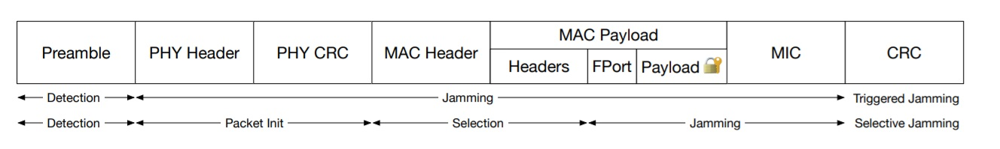 Preamble PHY Header PHY CRC MAC Header MAC Payload MIC CRC
Headers FPort Payload
Detection Jamming Triggered Jamming
Detection Packet Init Selection Jamming Selective Jamming